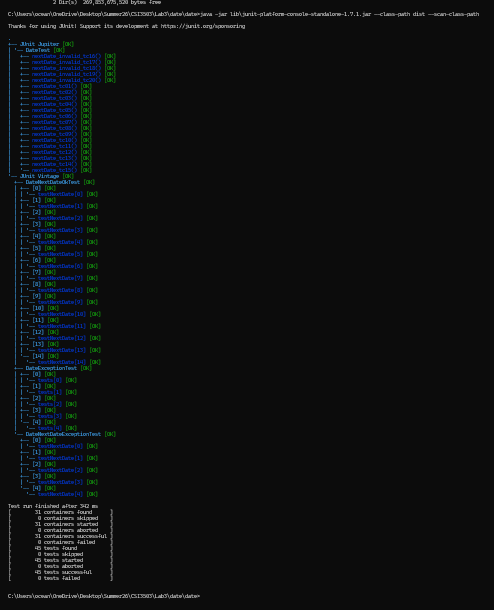 2 Dir(s)  269,853,675,520 bytes free
C:\Users\ocean\OneDrive\Desktop\Summer26\CSI3503\Lab3\date\date>java -jar lib\junit-platform-console-standalone-1.7.1.jar --class-path dist --scan-class-path
Thanks for using JUnit! Support its development at https://junit.org/sponsoring
.
+-- JUnit Jupiter [OK]
| '-- DateTest [OK]
|   +-- nextDate_invalid_tc16() [OK]
|   +-- nextDate_invalid_tc17() [OK]
|   +-- nextDate_invalid_tc18() [OK]
|   +-- nextDate_invalid_tc19() [OK]
|   +-- nextDate_invalid_tc20() [OK]
|   +-- nextDate_tc01() [OK]
|   +-- nextDate_tc02() [OK]
|   +-- nextDate_tc03() [OK]
|   +-- nextDate_tc04() [OK]
|   +-- nextDate_tc05() [OK]
|   +-- nextDate_tc06() [OK]
|   +-- nextDate_tc07() [OK]
|   +-- nextDate_tc08() [OK]
|   +-- nextDate_tc09() [OK]
|   +-- nextDate_tc10() [OK]
|   +-- nextDate_tc11() [OK]
|   +-- nextDate_tc12() [OK]
|   +-- nextDate_tc13() [OK]
|   +-- nextDate_tc14() [OK]
|   '-- nextDate_tc15() [OK]
'-- JUnit Vintage [OK]
  +-- DateNextDateOkTest [OK]
  | +-- [0] [OK]
  | | '-- testNextDate[0] [OK]
  | +-- [1] [OK]
  | | '-- testNextDate[1] [OK]
  | +-- [2] [OK]
  | | '-- testNextDate[2] [OK]
  | +-- [3] [OK]
  | | '-- testNextDate[3] [OK]
  | +-- [4] [OK]
  | | '-- testNextDate[4] [OK]
  | +-- [5] [OK]
  | | '-- testNextDate[5] [OK]
  | +-- [6] [OK]
  | | '-- testNextDate[6] [OK]
  | +-- [7] [OK]
  | | '-- testNextDate[7] [OK]
  | +-- [8] [OK]
  | | '-- testNextDate[8] [OK]
  | +-- [9] [OK]
  | | '-- testNextDate[9] [OK]
  | +-- [10] [OK]
  | | '-- testNextDate[10] [OK]
  | +-- [11] [OK]
  | | '-- testNextDate[11] [OK]
  | +-- [12] [OK]
  | | '-- testNextDate[12] [OK]
  | +-- [13] [OK]
  | | '-- testNextDate[13] [OK]
  | '-- [14] [OK]
  |   '-- testNextDate[14] [OK]
  +-- DateExceptionTest [OK]
  | +-- [0] [OK]
  | | '-- tests[0] [OK]
  | +-- [1] [OK]
  | | '-- tests[1] [OK]
  | +-- [2] [OK]
  | | '-- tests[2] [OK]
  | +-- [3] [OK]
  | | '-- tests[3] [OK]
  | '-- [4] [OK]
  |   '-- tests[4] [OK]
  '-- DateNextDateExceptionTest [OK]
    +-- [0] [OK]
    | '-- testNextDate[0] [OK]
    +-- [1] [OK]
    | '-- testNextDate[1] [OK]
    +-- [2] [OK]
    | '-- testNextDate[2] [OK]
    +-- [3] [OK]
    | '-- testNextDate[3] [OK]
    '-- [4] [OK]
      '-- testNextDate[4] [OK]
Test run finished after 342 ms
[        31 containers found      ]
[         0 containers skipped    ]
[        31 containers started    ]
[         0 containers aborted    ]
[        31 containers successful ]
[         0 containers failed     ]
[        45 tests found           ]
[         0 tests skipped         ]
[        45 tests started         ]
[         0 tests aborted         ]
[        45 tests successful      ]
[         0 tests failed          ]
C:\Users\ocean\OneDrive\Desktop\Summer26\CSI3503\Lab3\date\date>